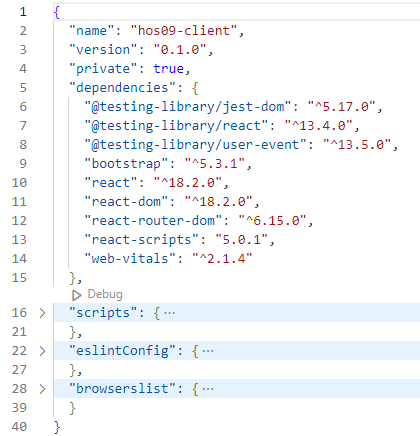 1 {
2 "name": "hos09-client",
3 "version": "0.1.0",
4 "private": true,
5 "dependencies": {
6 "@testing-library/jest-dom": "^5.17.0",
7 "@testing-library/react": "^13.4.0",
8 "@testing-library/user-event": "^13.5.0",
9 "bootstrap": "^5.3.1",
10 "react": "^18.2.0",
11 "react-dom": "^18.2.0",
12 "react-router-dom": "^6.15.0",
13 "react-scripts": "5.0.1",
14 "web-vitals": "^2.1.4"
15 },
Debug
16 "scripts": { ···
21 },
22 "eslintConfig": { ···
27 },
28 "browserslist": { ···
39 }
40 }